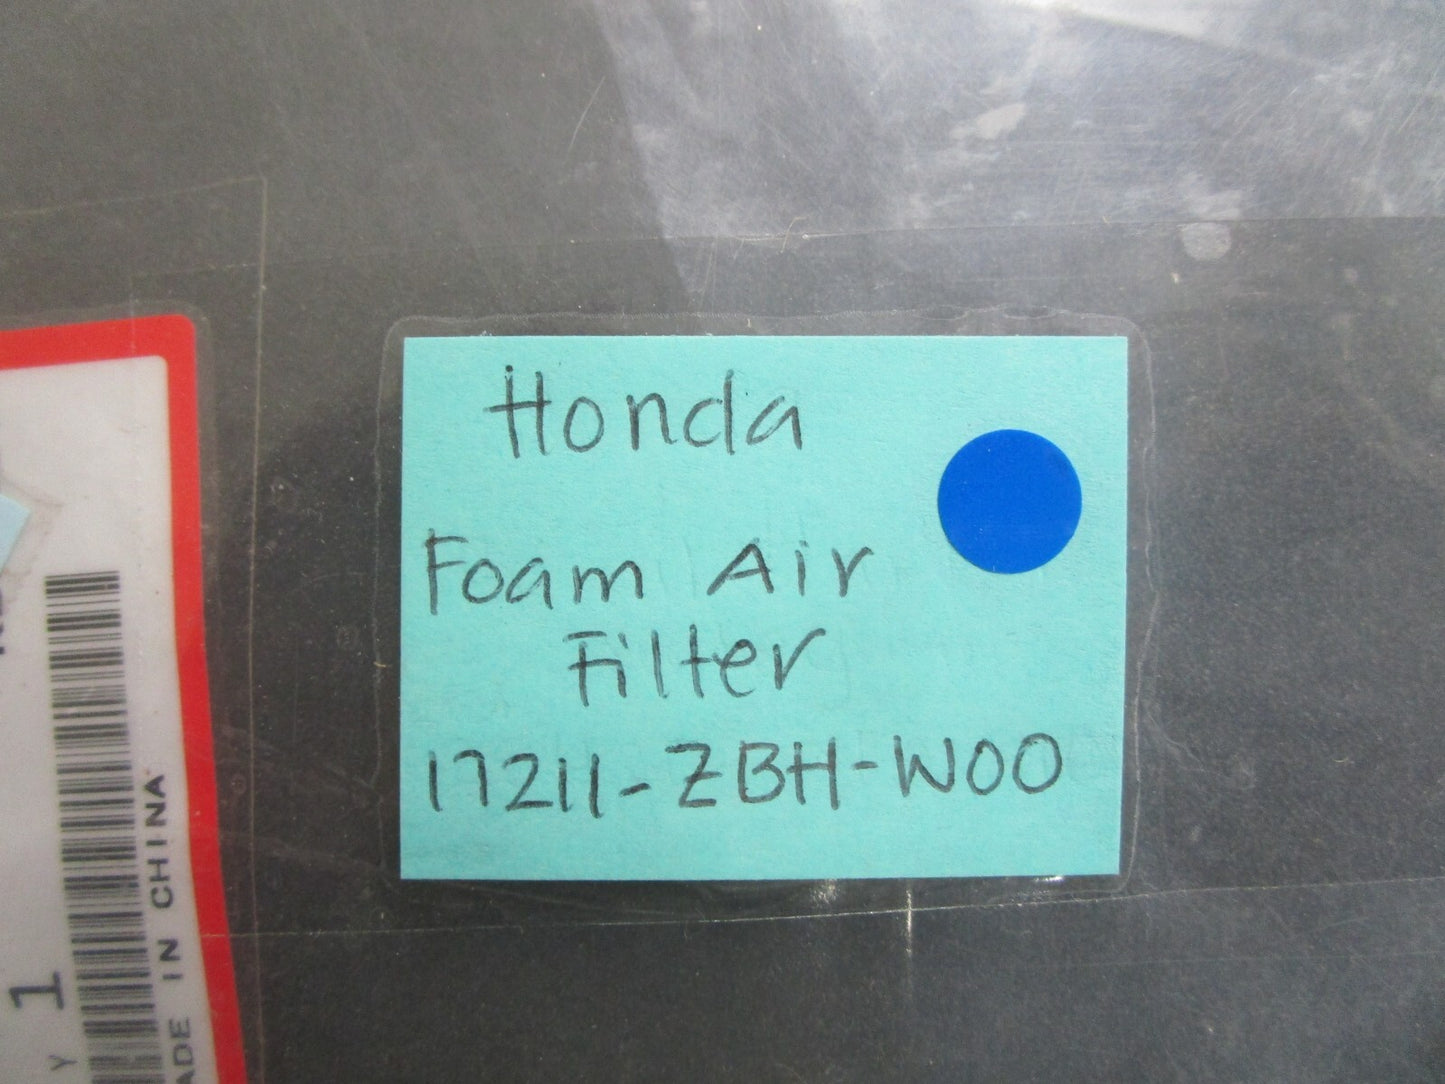 Honda
Foam Air
Filter
17211-ZBH-W00
MADE IN CHINA
1
Y